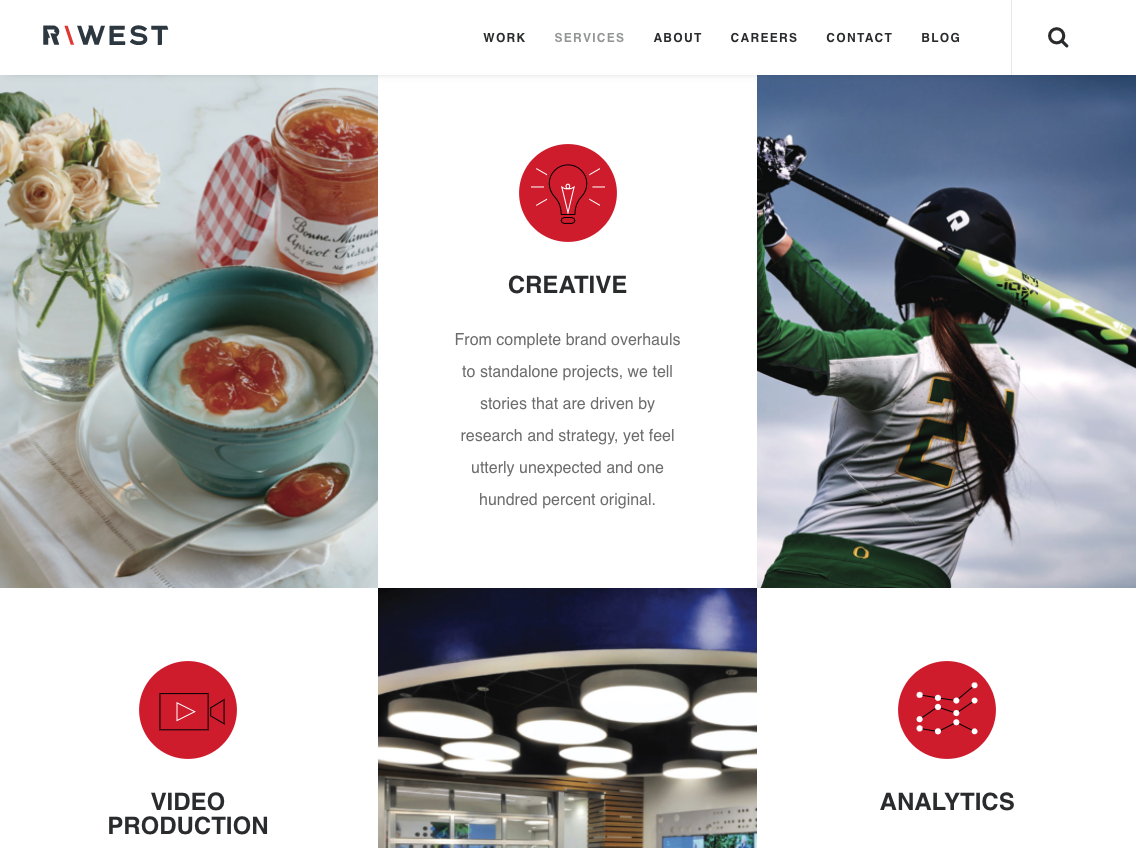 R\WEST
WORK SERVICES ABOUT CAREERS CONTACT BLOG
Bonne Maman
Apricot Preserves
CREATIVE
From complete brand overhauls
to standalone projects, we tell
stories that are driven by
research and strategy, yet feel
utterly unexpected and one
hundred percent original.
2
VIDEO
PRODUCTION
ANALYTICS